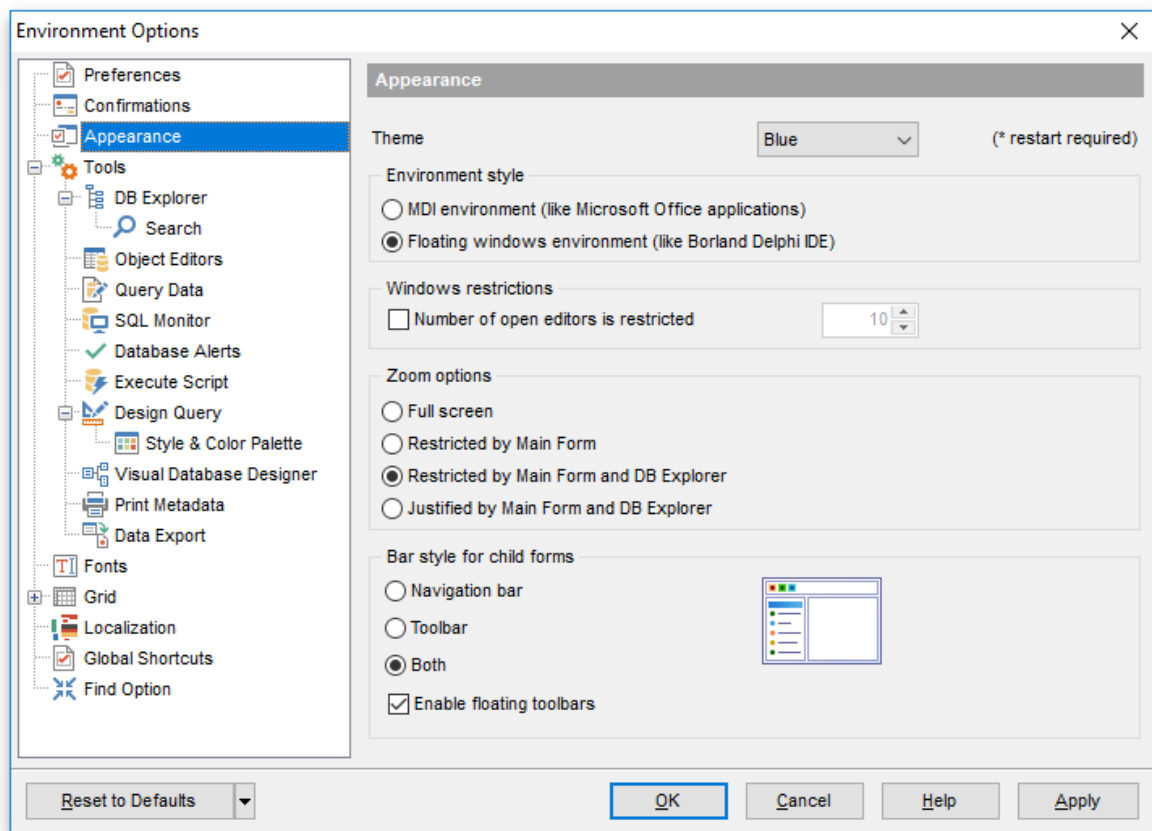 Environment Options
Preferences
Confirmations
Appearance
Tools
DB Explorer
Search
Object Editors
Query Data
SQL Monitor
Database Alerts
Execute Script
Design Query
Style & Color Palette
Visual Database Designer
Print Metadata
Data Export
Fonts
Grid
Localization
Global Shortcuts
Find Option
Appearance
Theme Blue (* restart required)
Environment style
MDI environment (like Microsoft Office applications)
Floating windows environment (like Borland Delphi IDE)
Windows restrictions
Number of open editors is restricted 10
Zoom options
Full screen
Restricted by Main Form
Restricted by Main Form and DB Explorer
Justified by Main Form and DB Explorer
Bar style for child forms
Navigation bar
Toolbar
Both
Enable floating toolbars
Reset to Defaults OK Cancel Help Apply